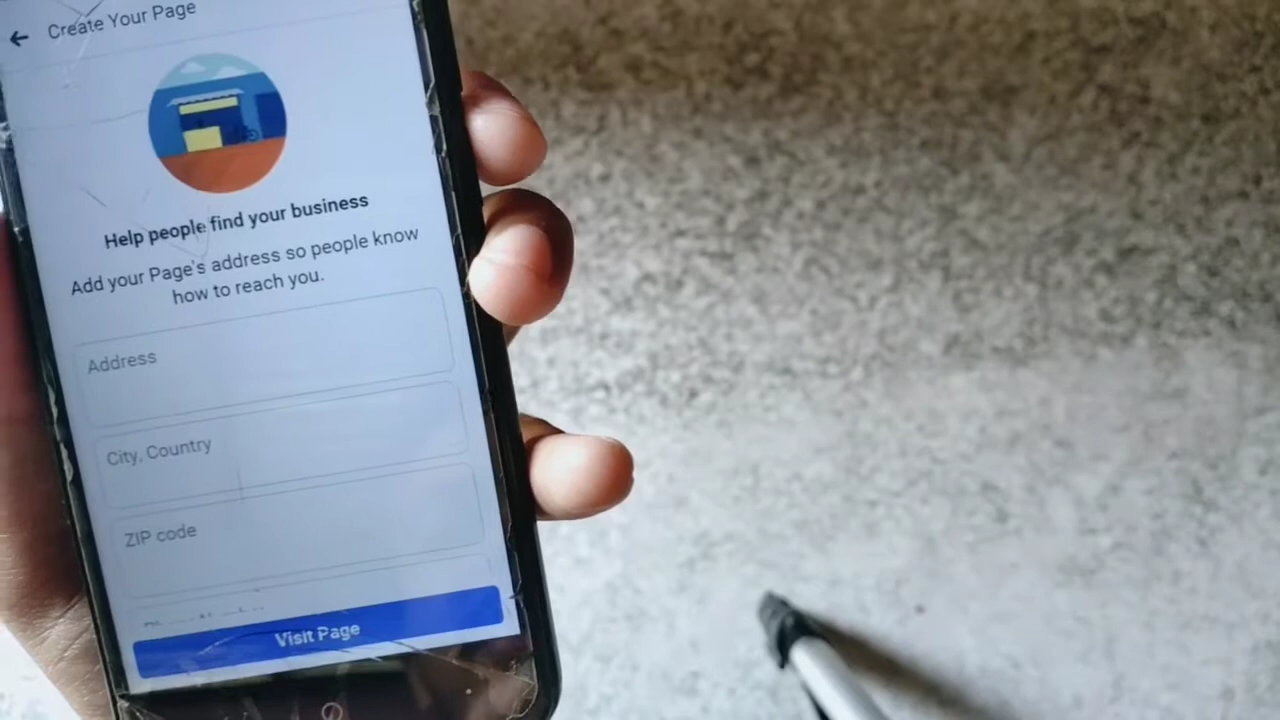 Create Your Page
Help people find your business
Add your Page's address so people know
how to reach you.
Address
City, Country
ZIP code
Visit Page